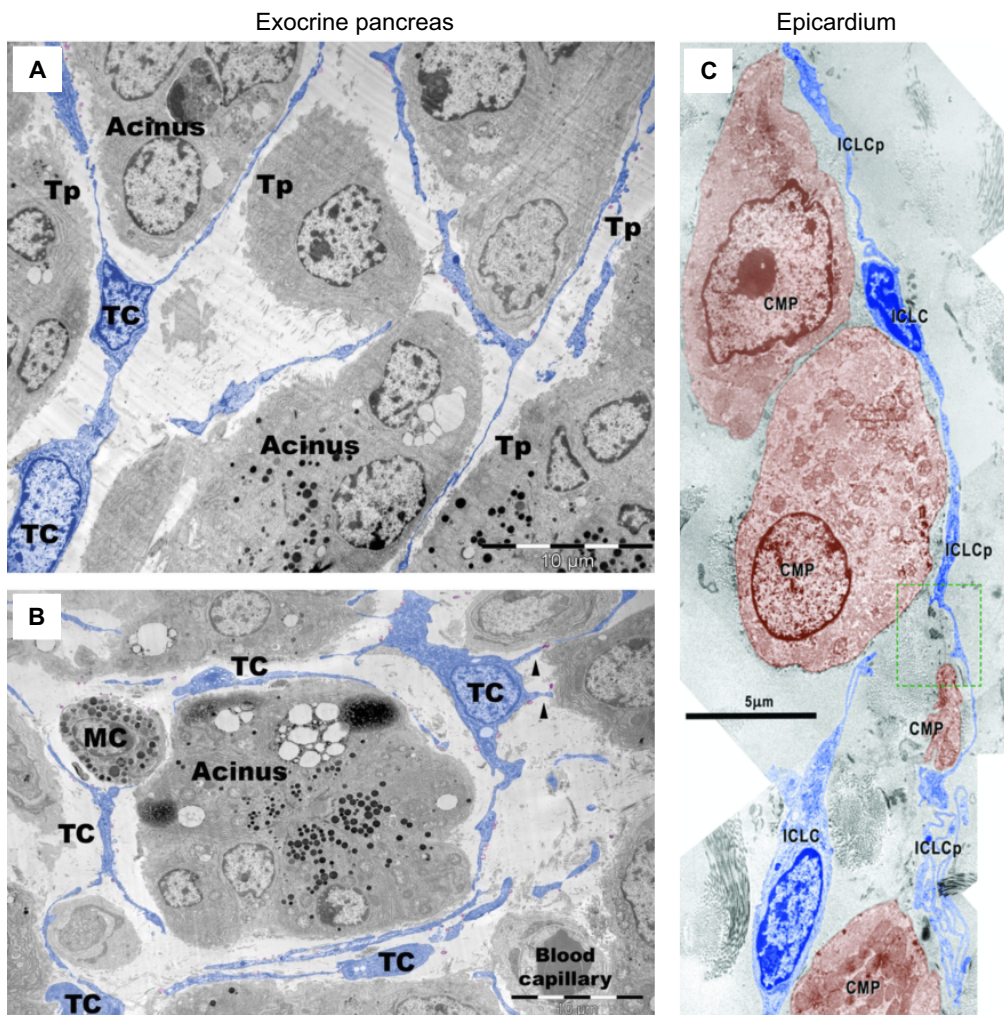 Exocrine pancreas
Epicardium
A
Acinus
Tp
Tp
Tp
TC
TC
Acinus
Tp
10 µm
B
TC
TC
MC
Acinus
TC
TC
TC
Blood
capillary
C
ICLCp
CMP
ICLC
CMP
ICLCp
5µm
CMP
ICLC
ICLCp
CMP